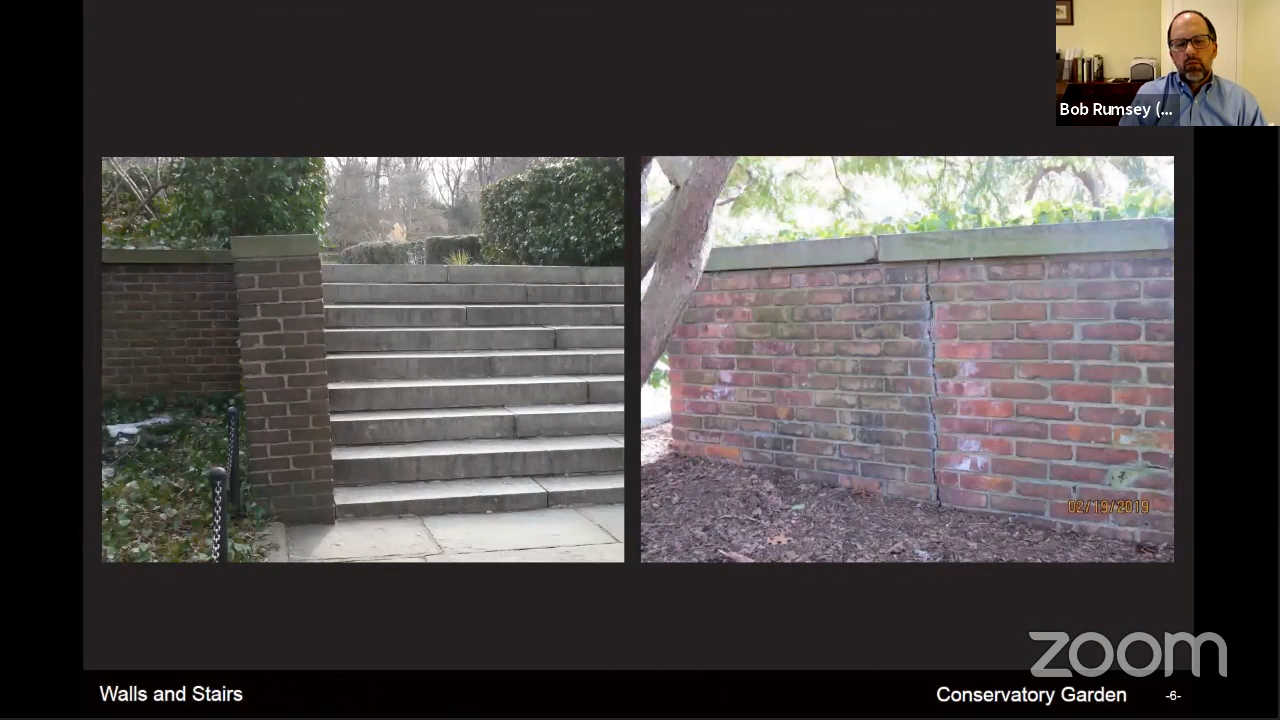 Bob Rumsey (...
02/19/2019
zoom
Walls and Stairs
Conservatory Garden
-6-